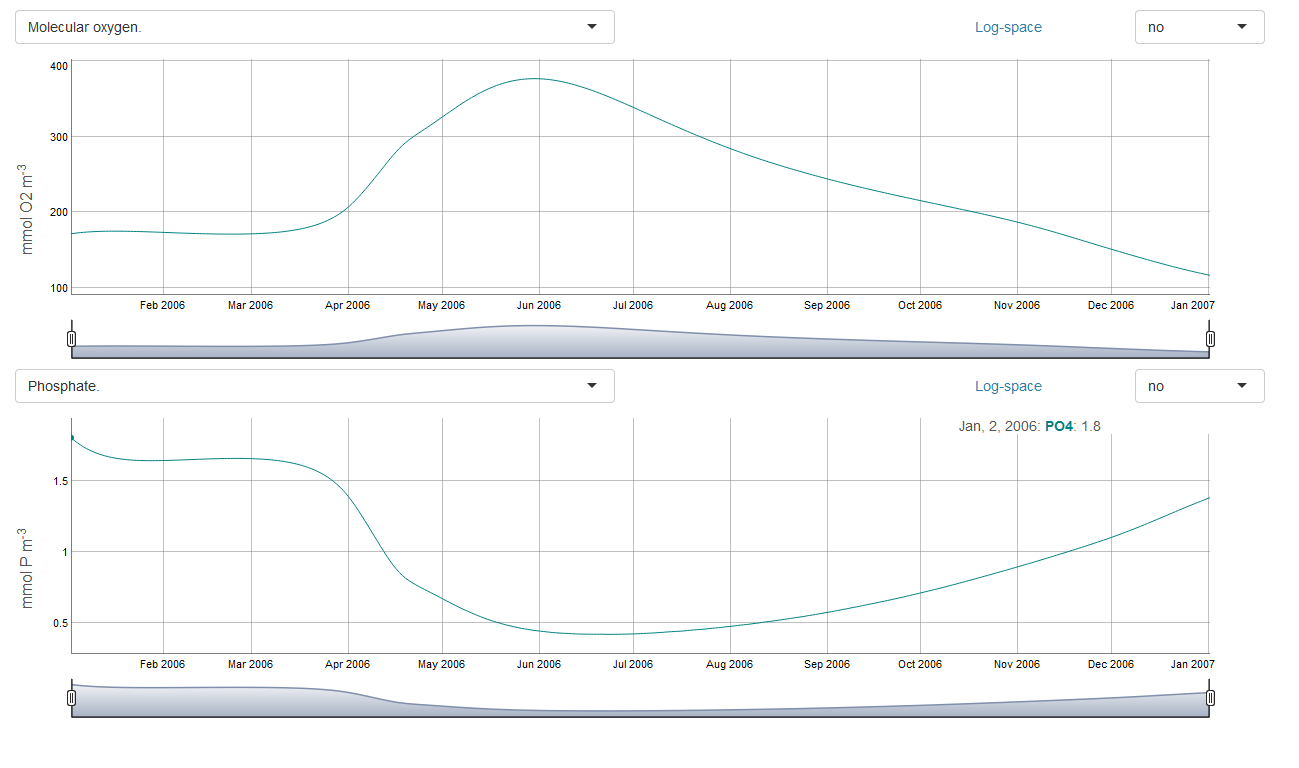 Molecular oxygen.
Log-space
no
mmol O2 m-3
400
300
200
100
Feb 2006 Mar 2006 Apr 2006 May 2006 Jun 2006 Jul 2006 Aug 2006 Sep 2006 Oct 2006 Nov 2006 Dec 2006 Jan 2007
Phosphate.
Log-space
no
Jan, 2, 2006: PO4: 1.8
mmol P m-3
1.5
1
0.5
Feb 2006 Mar 2006 Apr 2006 May 2006 Jun 2006 Jul 2006 Aug 2006 Sep 2006 Oct 2006 Nov 2006 Dec 2006 Jan 2007